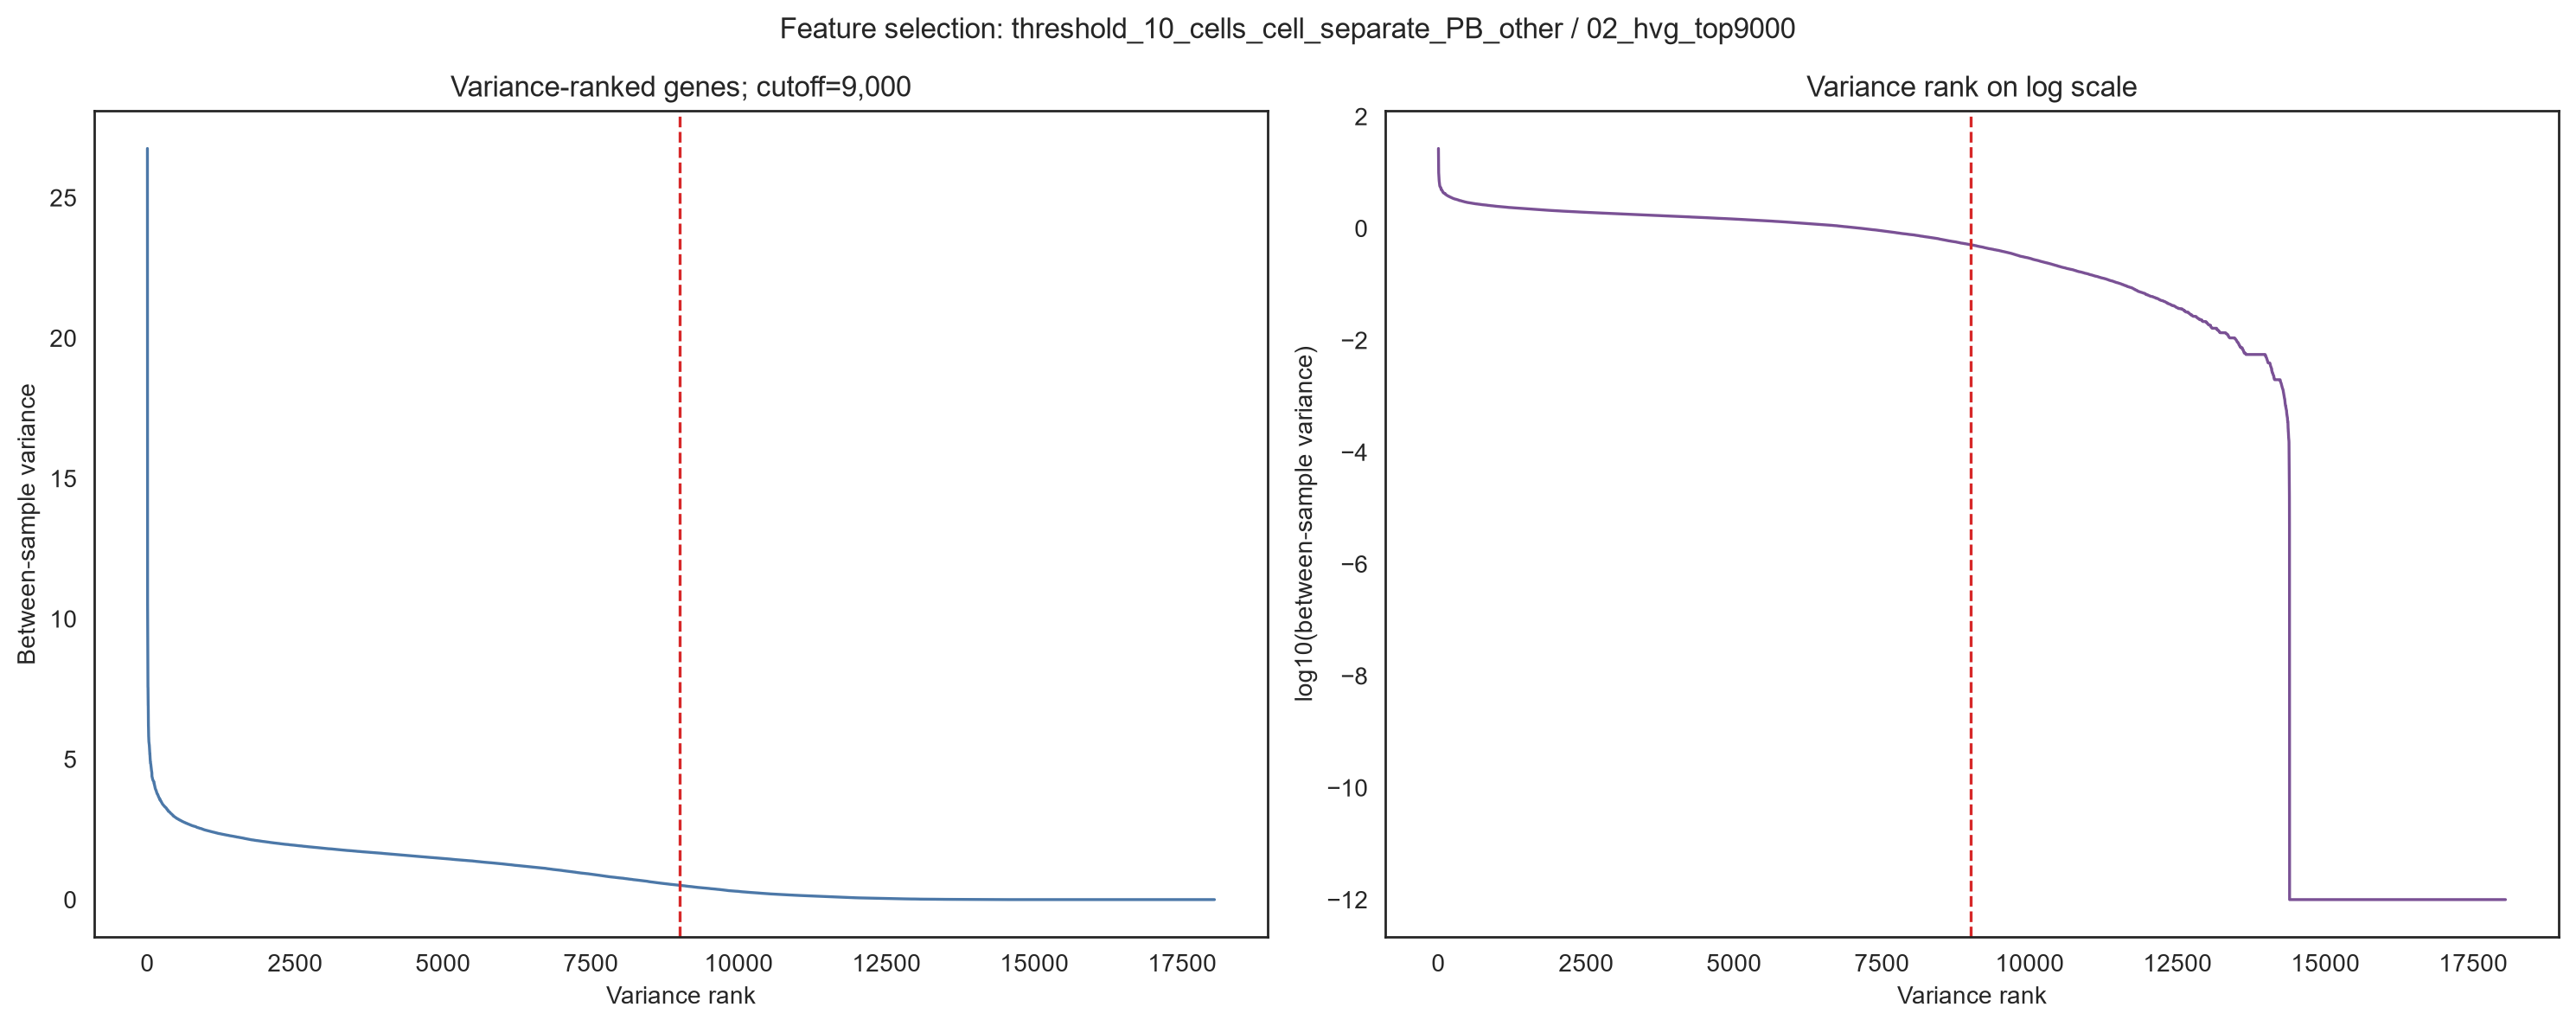 Feature selection: threshold_10_cells_cell_separate_PB_other / 02_hvg_top9000
Variance-ranked genes; cutoff=9,000
Between-sample variance
25
20
15
10
5
0
0 2500 5000 7500 10000 12500 15000 17500
Variance rank
Variance rank on log scale
log10(between-sample variance)
2
0
−2
−4
−6
−8
−10
−12
0 2500 5000 7500 10000 12500 15000 17500
Variance rank